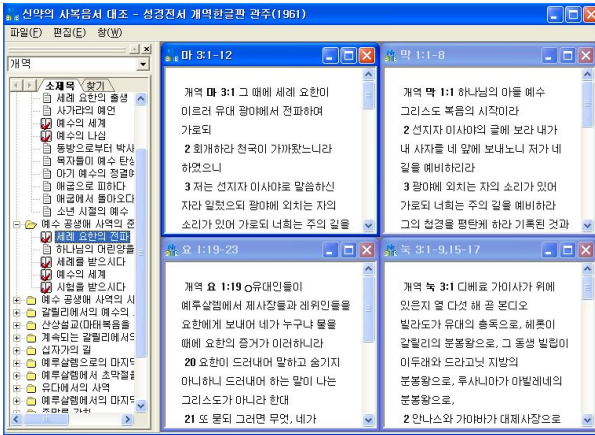 신약의 사복음서 대조 - 성경전서 개역한글판 관주(1961)
파일(F) 편집(E) 창(W)
개역
소제목 찾기
세례 요한의 출생
사가랴의 예언
예수의 세계
예수의 나심
동방으로부터 박사
목자들이 예수 탄생
아기 예수의 정결예
애굽으로 피하다
애굽에서 돌아오다
소년 시절의 예수
예수 공생애 사역의 준
세례 요한의 전파
하나님의 어린양을
세례를 받으시다
예수의 세계
시험을 받으시다
예수 공생애 사역의 시
갈릴리에서의 예수의
산상설교(마태복음을
계속되는 갈릴리에서
십자가의 길
예루살렘으로의 마지막
예루살렘에서 초막절을
유다에서의 사역
예루살렘에서의 마지막
마 3:1-12
개역 마 3:1 그 때에 세례 요한이
이르러 유대 광야에서 전파하여
가로되
2 회개하라 천국이 가까왔느니라
하였으니
3 저는 선지자 이사야로 말씀하신
자라 일렀으되 광야에 외치는 자의
소리가 있어 가로되 너희는 주의 길을
막 1:1-8
개역 막 1:1 하나님의 아들 예수
그리스도 복음의 시작이라
2 선지자 이사야의 글에 보라 내가
내 사자를 네 앞에 보내노니 저가 네
길을 예비하리라
3 광야에 외치는 자의 소리가 있어
가로되 너희는 주의 길을 예비하라
그의 첩경을 평탄케 하라 기록된 것과
요 1:19-23
개역 요 1:19 ○유대인들이
예루살렘에서 제사장들과 레위인들을
요한에게 보내어 네가 누구냐 물을
때에 요한의 증거가 이러하니라
20 요한이 드러내어 말하고 숨기지
아니하니 드러내어 하는 말이 나는
그리스도가 아니라 한대
21 또 묻되 그러면 무엇, 네가
눅 3:1-9,15-17
개역 눅 3:1 디베료 가이사가 위에
있은지 열 다섯 해 곧 본디오
빌라도가 유대의 총독으로, 헤롯이
갈릴리의 분봉왕으로, 그 동생 빌립이
이두래와 드라고닛 지방의
분봉왕으로, 루사니아가 아빌레네의
분봉왕으로,
2 안나스와 가야바가 대제사장으로